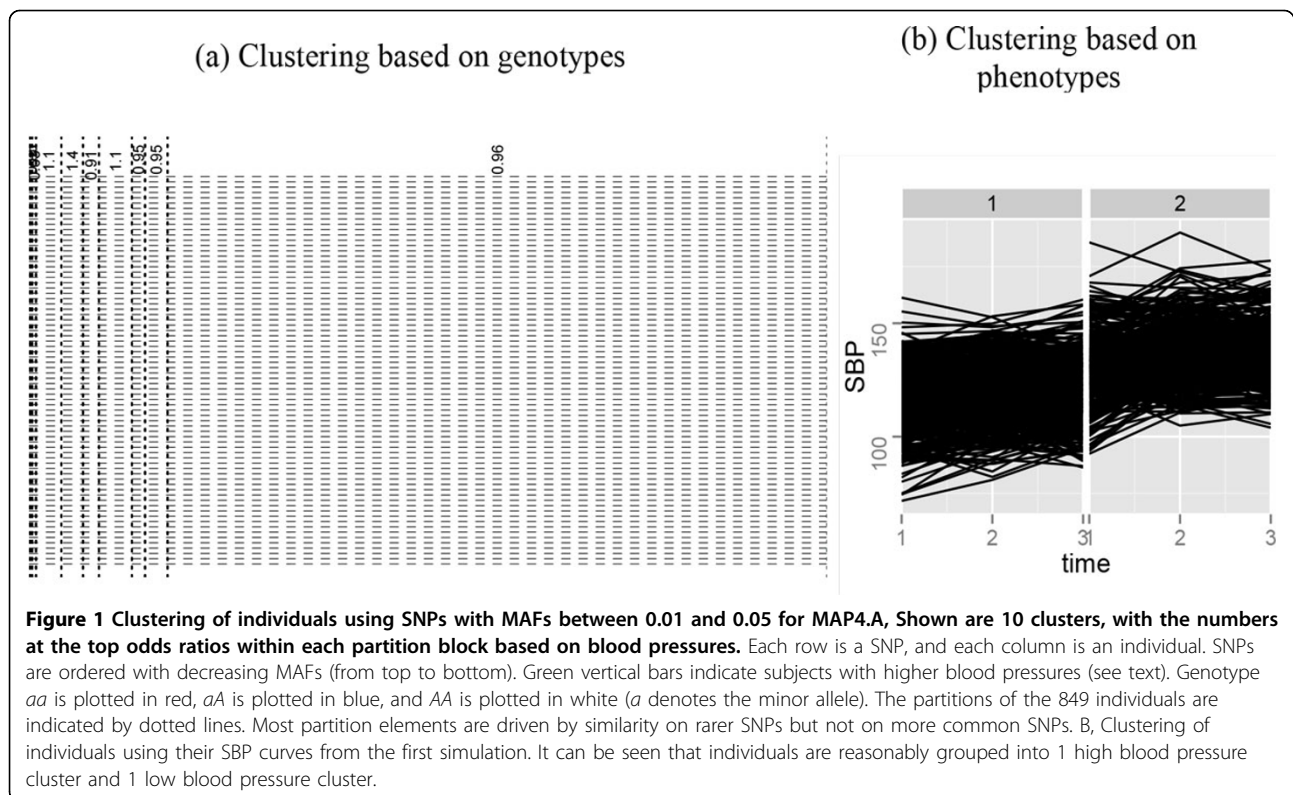 (a) Clustering based on genotypes
1.1
1.4
0.91
1.1
0.95
0.95
0.96
(b) Clustering based on
phenotypes
1
2
SBP
150
100
1
2
3
1
2
3
time
Figure 1 Clustering of individuals using SNPs with MAFs between 0.01 and 0.05 for MAP4.A, Shown are 10 clusters, with the numbers
at the top odds ratios within each partition block based on blood pressures. Each row is a SNP, and each column is an individual. SNPs
are ordered with decreasing MAFs (from top to bottom). Green vertical bars indicate subjects with higher blood pressures (see text). Genotype
aa is plotted in red, aA is plotted in blue, and AA is plotted in white (a denotes the minor allele). The partitions of the 849 individuals are
indicated by dotted lines. Most partition elements are driven by similarity on rarer SNPs but not on more common SNPs. B, Clustering of
individuals using their SBP curves from the first simulation. It can be seen that individuals are reasonably grouped into 1 high blood pressure
cluster and 1 low blood pressure cluster.